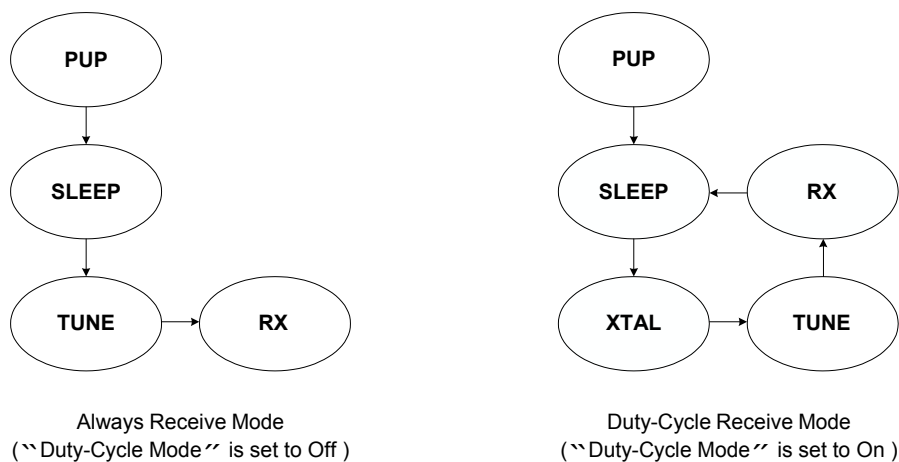 PUP
SLEEP
TUNE
RX
Always Receive Mode
(‵‵Duty-Cycle Mode′′ is set to Off )
PUP
SLEEP
RX
XTAL
TUNE
Duty-Cycle Receive Mode
(‵‵Duty-Cycle Mode′′ is set to On )